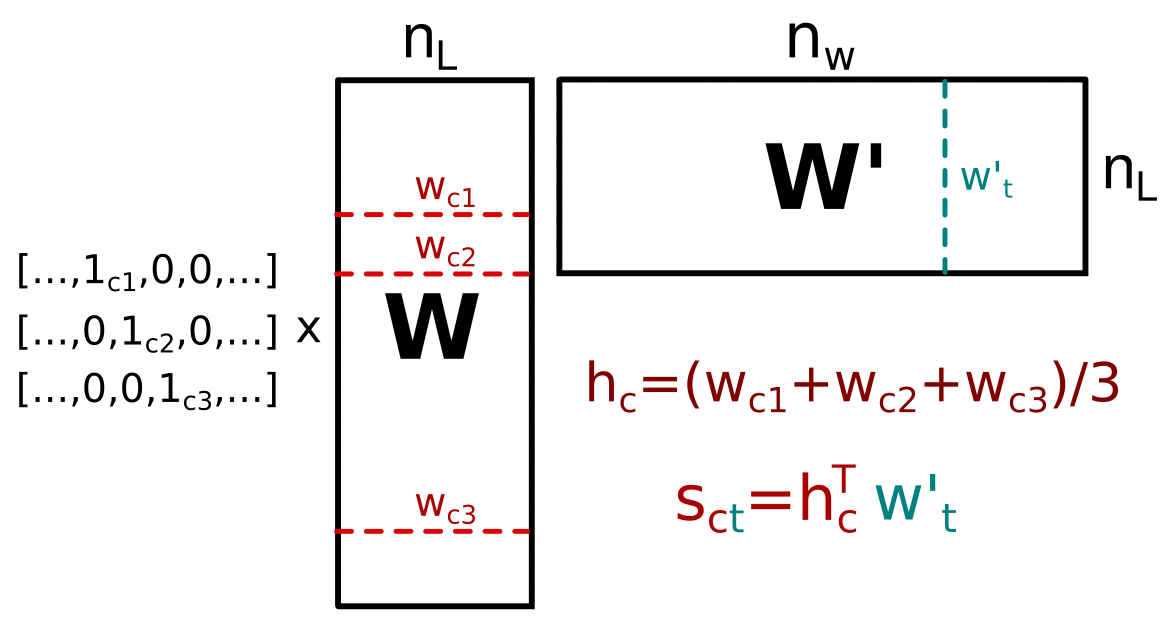 n_L
n_w
W'
w'_t
n_L
w_c1
w_c2
[...,1_c1,0,0,...]
[...,0,1_c2,0,...] x
[...,0,0,1_c3,...]
W
h_c=(w_c1+w_c2+w_c3)/3
s_ct=h_c^T w'_t
w_c3